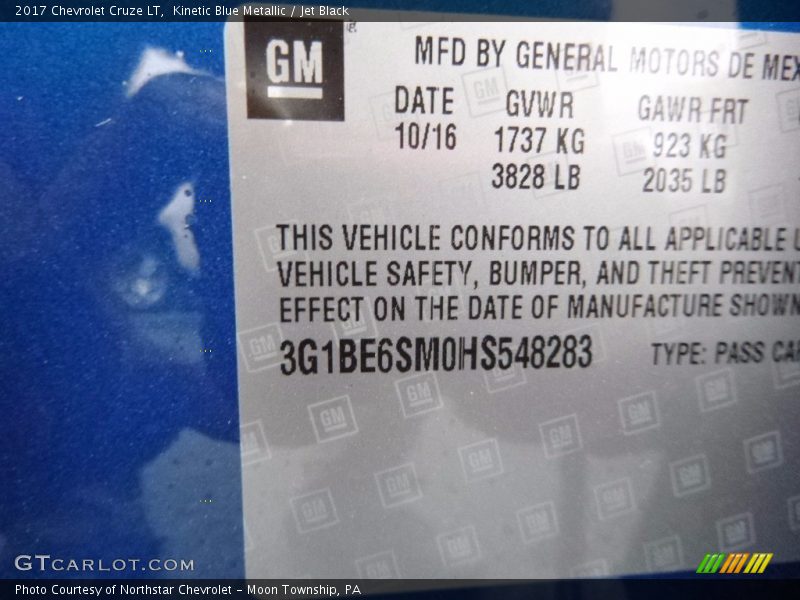 2017 Chevrolet Cruze LT, Kinetic Blue Metallic / Jet Black
GM
MFD BY GENERAL MOTORS DE MEX
DATE GVWR GAWR FRT
10/16 1737 KG 923 KG
3828 LB 2035 LB
THIS VEHICLE CONFORMS TO ALL APPLICABLE U
VEHICLE SAFETY, BUMPER, AND THEFT PREVENT
EFFECT ON THE DATE OF MANUFACTURE SHOWN
3G1BE6SM0HS548283 TYPE: PASS CAR
GTCARLOT.COM
Photo Courtesy of Northstar Chevrolet - Moon Township, PA